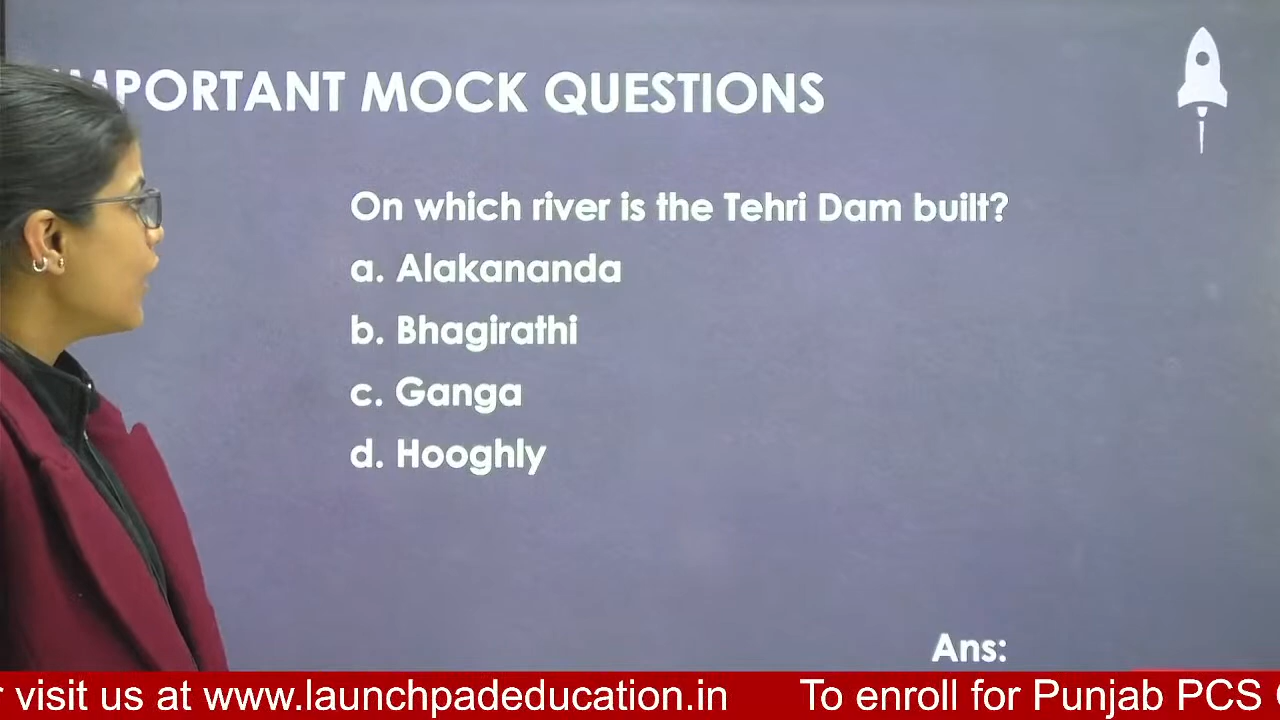 IMPORTANT MOCK QUESTIONS
On which river is the Tehri Dam built?
a. Alakananda
b. Bhagirathi
c. Ganga
d. Hooghly
Ans:
visit us at www.launchpadeducation.in To enroll for Punjab PCS